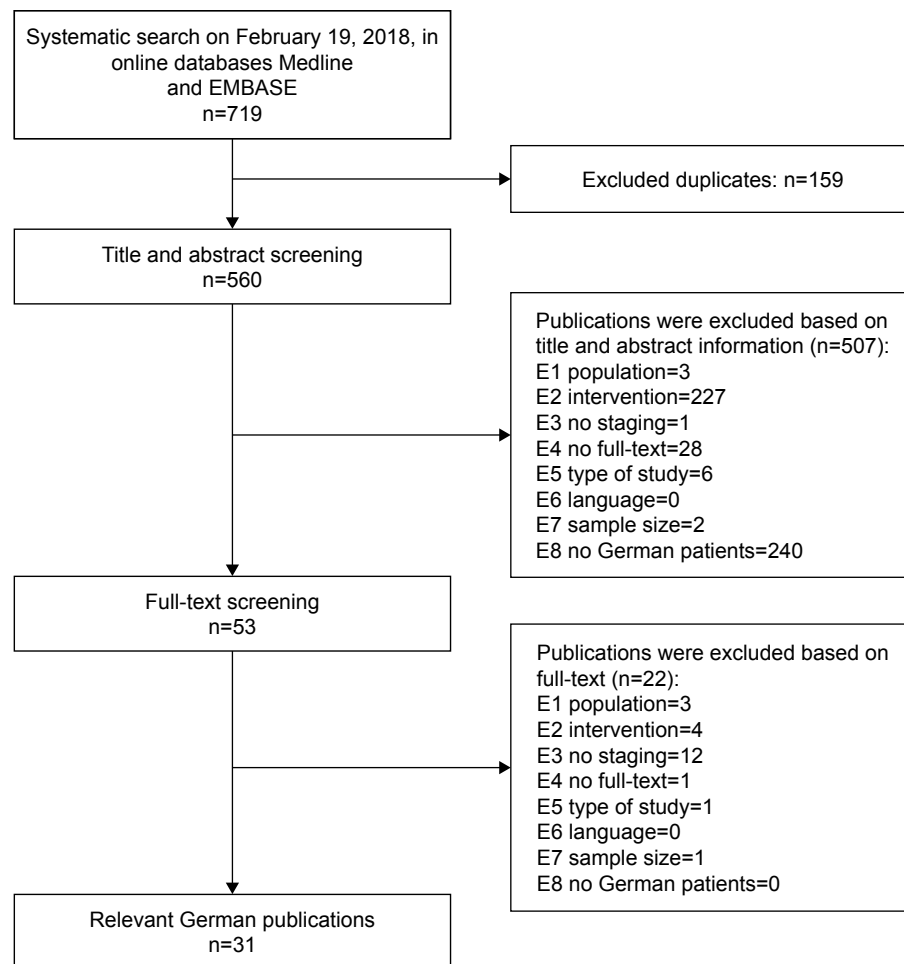 Systematic search on February 19, 2018, in
online databases Medline
and EMBASE
n=719
Excluded duplicates: n=159
Title and abstract screening
n=560
Publications were excluded based on
title and abstract information (n=507):
E1 population=3
E2 intervention=227
E3 no staging=1
E4 no full-text=28
E5 type of study=6
E6 language=0
E7 sample size=2
E8 no German patients=240
Full-text screening
n=53
Publications were excluded based on
full-text (n=22):
E1 population=3
E2 intervention=4
E3 no staging=12
E4 no full-text=1
E5 type of study=1
E6 language=0
E7 sample size=1
E8 no German patients=0
Relevant German publications
n=31